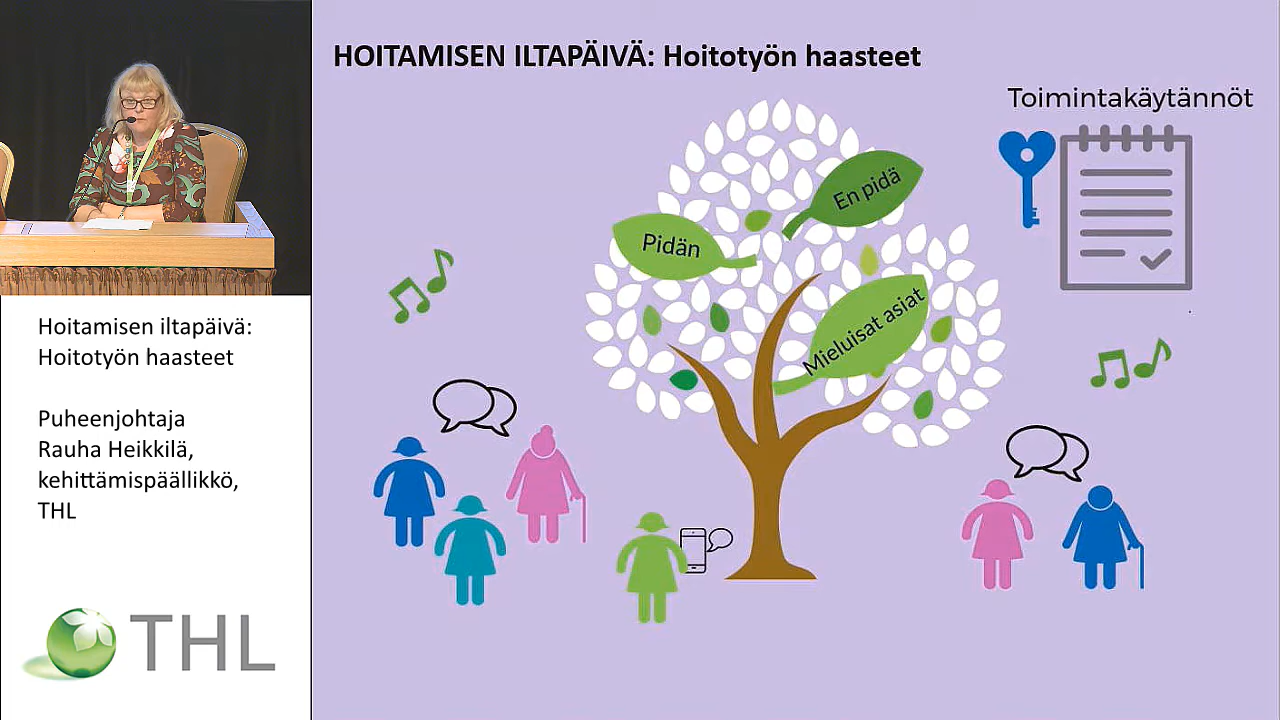 HOITAMISEN ILTAPÄIVÄ: Hoitotyön haasteet
Toimintakäytännöt
En pidä
Pidän
Mieluisat asiat
Hoitamisen iltapäivä:
Hoitotyön haasteet
Puheenjohtaja
Rauha Heikkilä,
kehittämispäällikkö,
THL
THL